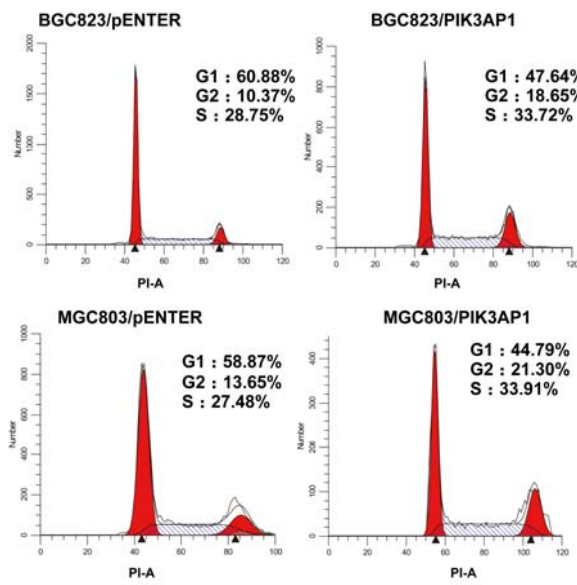 BGC823/pENTER
G1 : 60.88%
G2 : 10.37%
S : 28.75%
Number
2000
1500
1000
500
0
0 20 40 60 80 100 120
PI-A
BGC823/PIK3AP1
G1 : 47.64%
G2 : 18.65%
S : 33.72%
Number
1000
800
600
400
200
0
0 20 40 60 80 100 120
PI-A
MGC803/pENTER
G1 : 58.87%
G2 : 13.65%
S : 27.48%
Number
1000
800
600
400
200
0
0 20 40 60 80 100
PI-A
MGC803/PIK3AP1
G1 : 44.79%
G2 : 21.30%
S : 33.91%
Number
400
300
200
100
0
0 20 40 60 80 100 120
PI-A